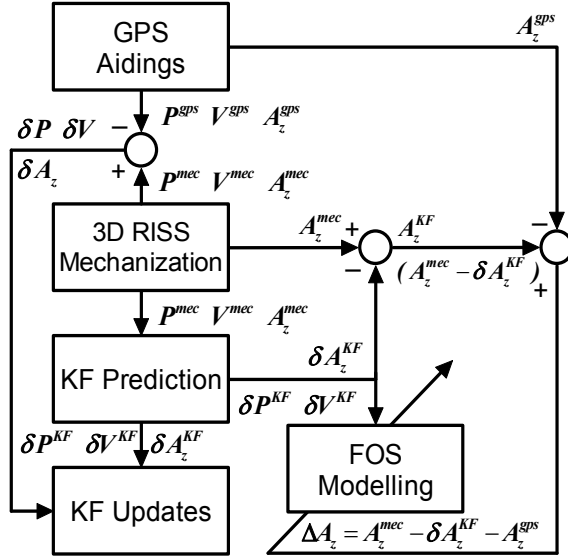 GPS
Aidings
A_z^{gps}
P^{gps} V^{gps} A_z^{gps}
δP δV
δA_z
−
+
P^{mec} V^{mec} A_z^{mec}
3D RISS
Mechanization
A_z^{mec}
+
−
A_z^{KF}
(A_z^{mec} − δA_z^{KF})
−
+
P^{mec} V^{mec} A_z^{mec}
KF Prediction
δA_z^{KF}
δP^{KF} δV^{KF}
δP^{KF} δV^{KF} δA_z^{KF}
FOS
Modelling
KF Updates
ΔA_z = A_z^{mec} − δA_z^{KF} − A_z^{gps}